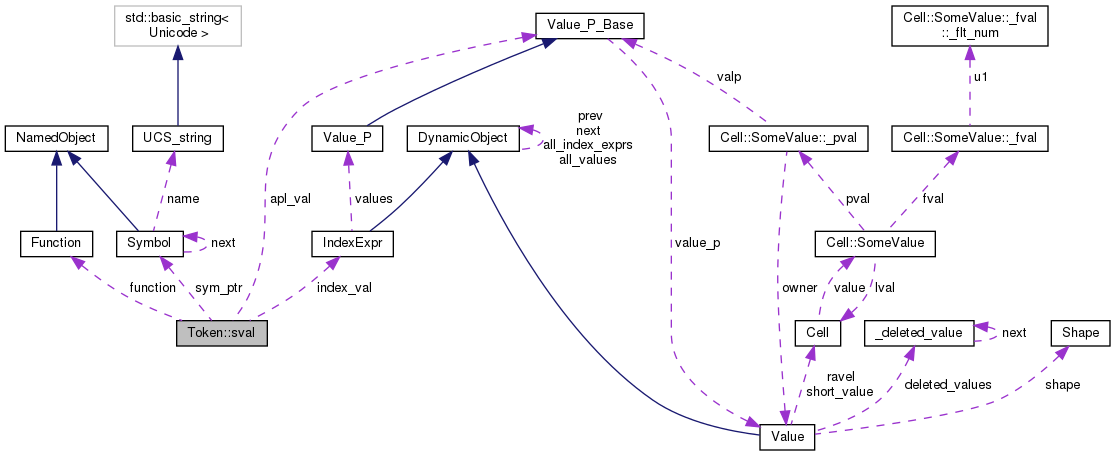 std::basic_string<
Unicode >
Value_P_Base
Cell::SomeValue::_fval
::_flt_num
valp
u1
NamedObject
UCS_string
Value_P
DynamicObject
prev
next
all_index_exprs
all_values
Cell::SomeValue::_pval
Cell::SomeValue::_fval
name
apl_val
values
pval
fval
Function
Symbol
next
IndexExpr
value_p
Cell::SomeValue
function
sym_ptr
index_val
owner
value
lval
Token::sval
Cell
_deleted_value
next
Shape
ravel
short_value
deleted_values
shape
Value